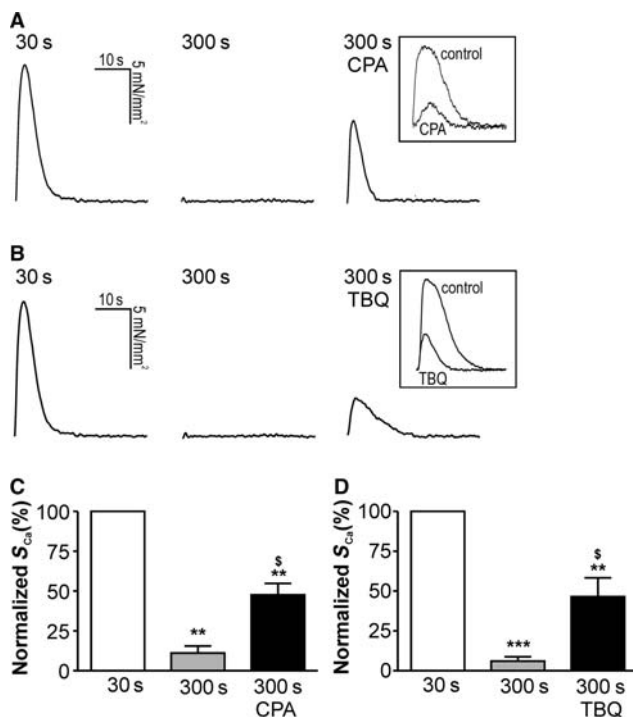 A
30 s
10 s
5 mN/mm²
300 s
300 s
CPA
control
CPA
B
30 s
10 s
5 mN/mm²
300 s
300 s
TBQ
control
TBQ
C
Normalized S_Ca(%)
100
75
50
25
0
**
$
**
30 s
300 s
300 s
CPA
D
Normalized S_Ca(%)
100
75
50
25
0
***
$
**
30 s
300 s
300 s
TBQ